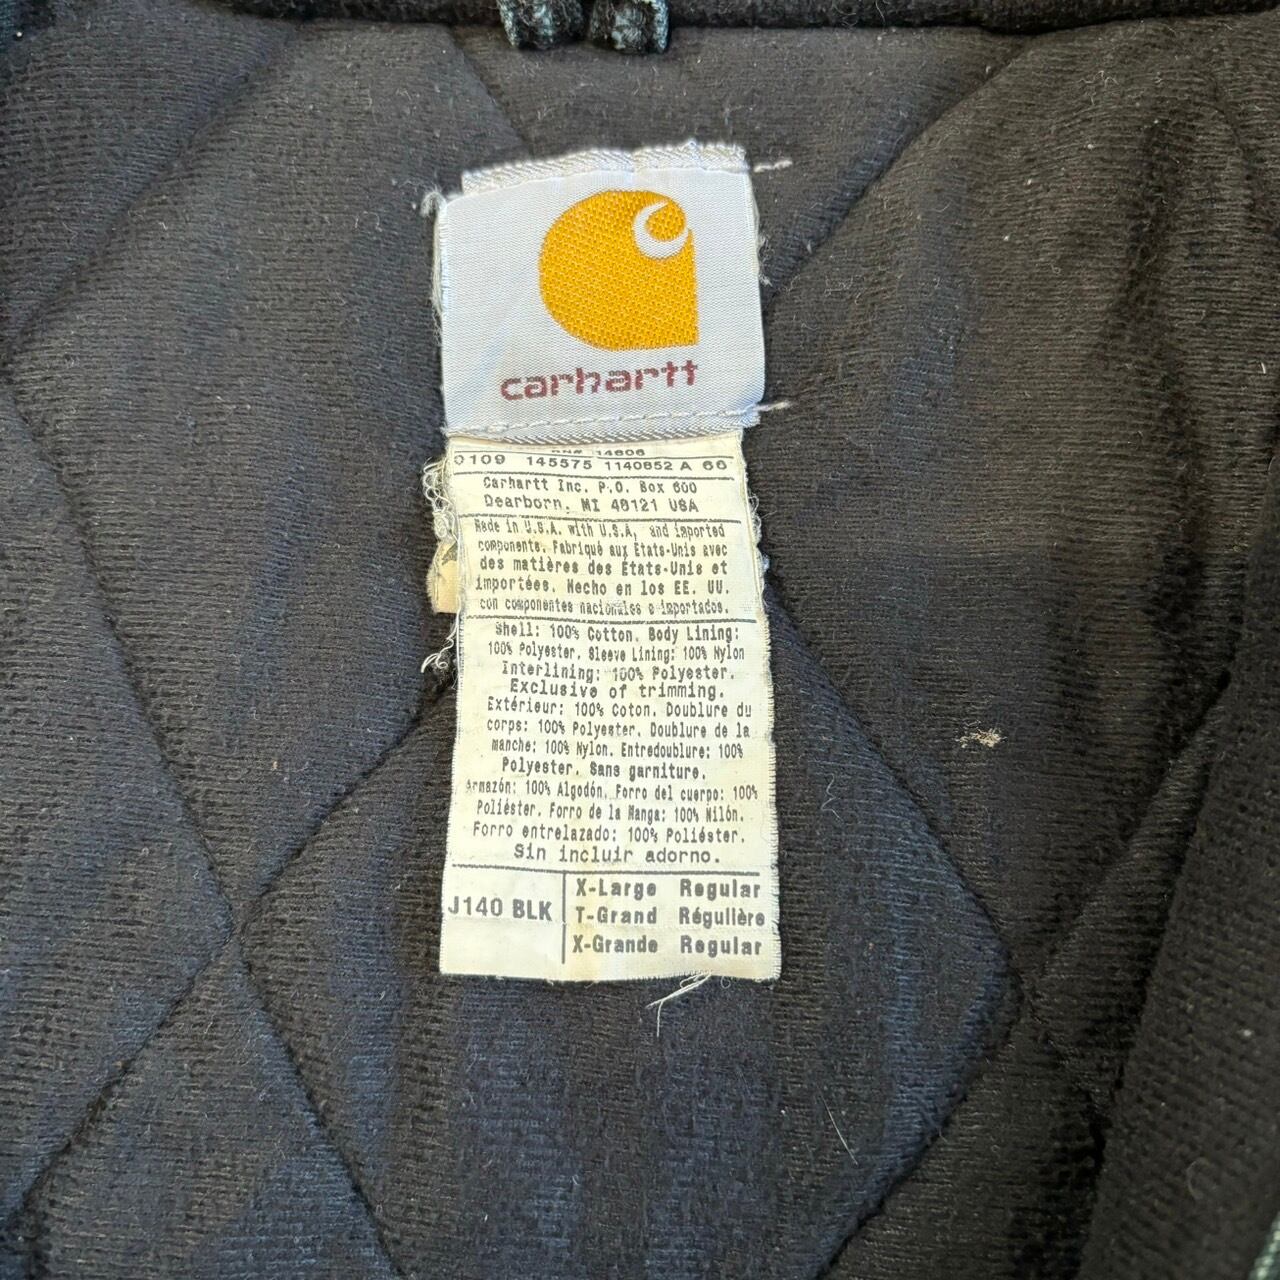 carhartt
RN# 14806
0109 145575 1140852 A 66
Carhartt Inc. P.O. Box 600
Dearborn, MI 48121 USA
Made in U.S.A. with U.S.A, and imported
components. Fabriqué aux États-Unis avec
des matières des États-Unis et
importées. Hecho en los EE. UU.
con componentes nacionales e importados.
Shell: 100% Cotton. Body Lining:
100% Polyester. Sleeve Lining: 100% Nylon
Interlining: 100% Polyester.
Exclusive of trimming.
Extérieur: 100% Coton. Doublure du
corps: 100% Polyester. Doublure de la
manche: 100% Nylon. Entredoublure: 100%
Polyester. Sans garniture.
Armazón: 100% Algodón. Forro del cuerpo: 100%
Poliéster. Forro de la Manga: 100% Nilón.
Forro entrelazado: 100% Poliéster.
Sin incluir adorno.
J140 BLK
X-Large Regular
T-Grand Régulière
X-Grande Regular